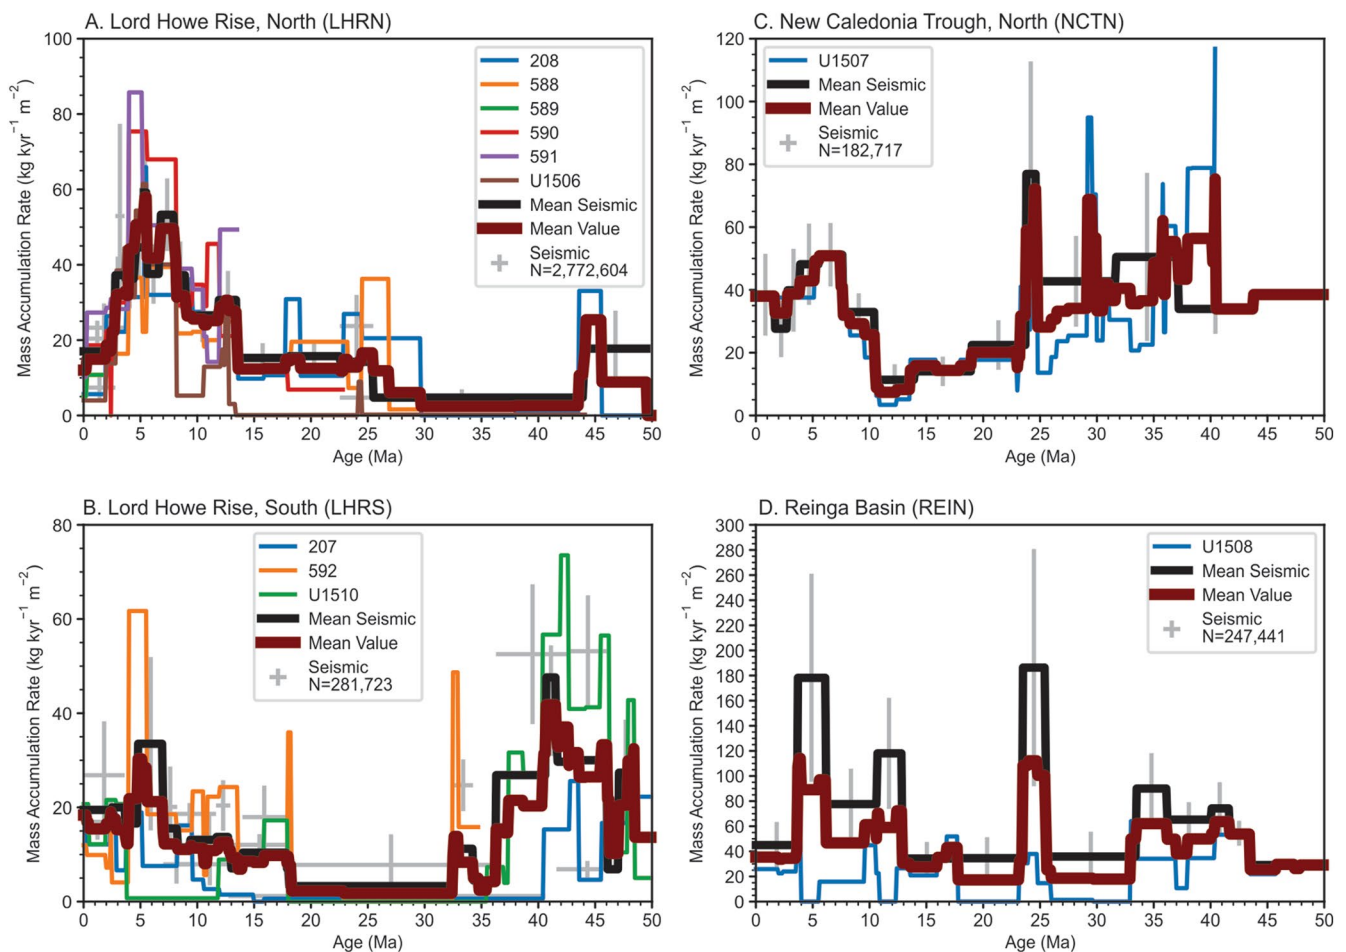 A. Lord Howe Rise, North (LHRN)
Mass Accumulation Rate (kg kyr⁻¹ m⁻²)
100
80
60
40
20
0
208
588
589
590
591
U1506
Mean Seismic
Mean Value
Seismic
N=2,772,604
0 5 10 15 20 25 30 35 40 45 50
Age (Ma)
C. New Caledonia Trough, North (NCTN)
Mass Accumulation Rate (kg kyr⁻¹ m⁻²)
120
100
80
60
40
20
0
U1507
Mean Seismic
Mean Value
Seismic
N=182,717
0 5 10 15 20 25 30 35 40 45 50
Age (Ma)
B. Lord Howe Rise, South (LHRS)
Mass Accumulation Rate (kg kyr⁻¹ m⁻²)
80
60
40
20
0
207
592
U1510
Mean Seismic
Mean Value
Seismic
N=281,723
0 5 10 15 20 25 30 35 40 45 50
Age (Ma)
D. Reinga Basin (REIN)
Mass Accumulation Rate (kg kyr⁻¹ m⁻²)
300
280
260
240
220
200
180
160
140
120
100
80
60
40
20
0
U1508
Mean Seismic
Mean Value
Seismic
N=247,441
0 5 10 15 20 25 30 35 40 45 50
Age (Ma)